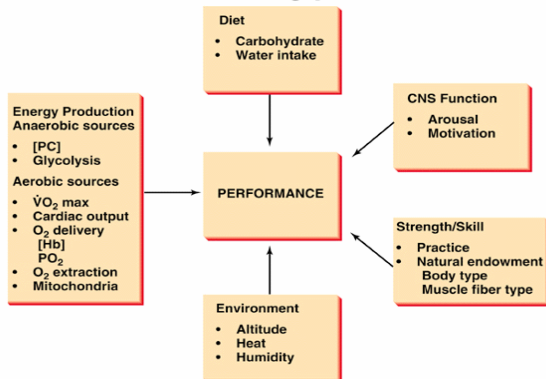 Diet
• Carbohydrate
• Water intake
Energy Production
Anaerobic sources
• [PC]
• Glycolysis
Aerobic sources
• V̇O₂ max
• Cardiac output
• O₂ delivery
[Hb]
PO₂
• O₂ extraction
• Mitochondria
PERFORMANCE
CNS Function
• Arousal
• Motivation
Strength/Skill
• Practice
• Natural endowment
Body type
Muscle fiber type
Environment
• Altitude
• Heat
• Humidity